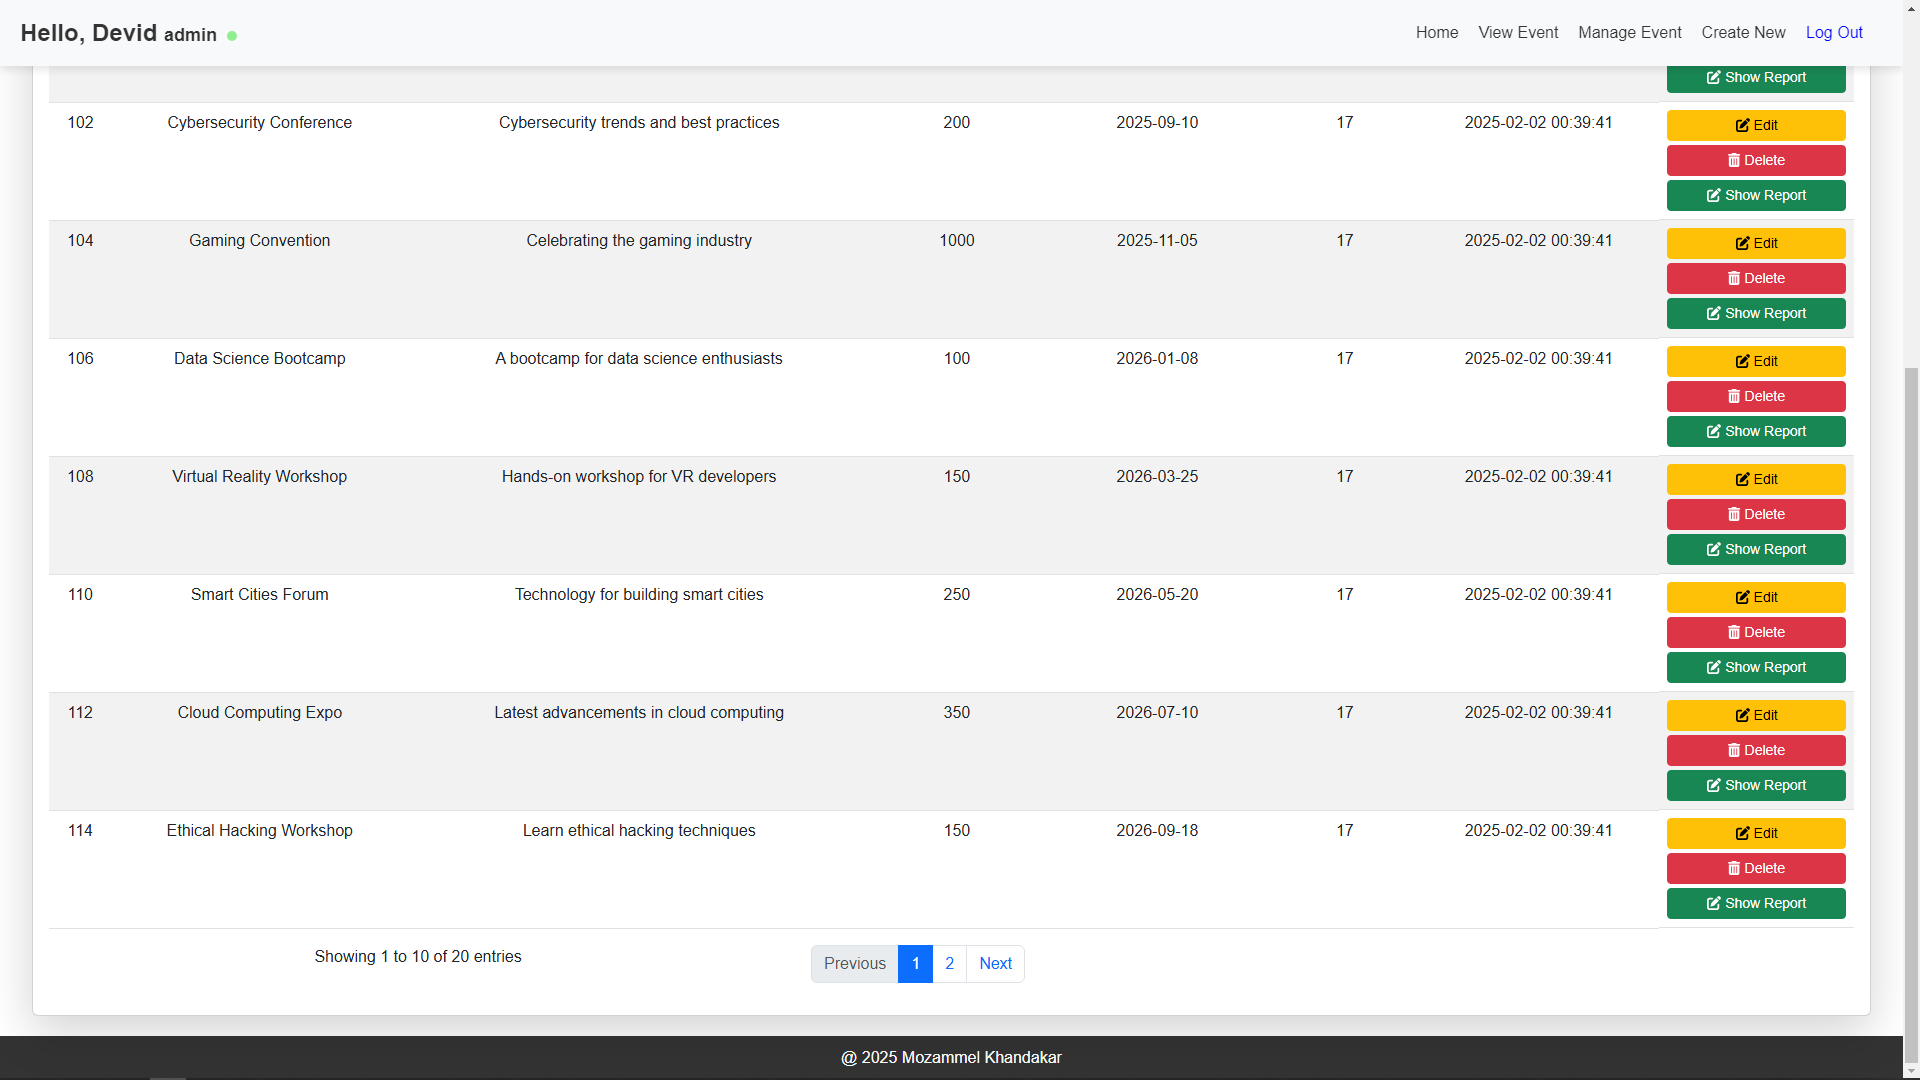 Hello, Devid admin Home View Event Manage Event Create New Log Out
Show Report
102 Cybersecurity Conference Cybersecurity trends and best practices 200 2025-09-10 17 2025-02-02 00:39:41 Edit
Delete
Show Report
104 Gaming Convention Celebrating the gaming industry 1000 2025-11-05 17 2025-02-02 00:39:41 Edit
Delete
Show Report
106 Data Science Bootcamp A bootcamp for data science enthusiasts 100 2026-01-08 17 2025-02-02 00:39:41 Edit
Delete
Show Report
108 Virtual Reality Workshop Hands-on workshop for VR developers 150 2026-03-25 17 2025-02-02 00:39:41 Edit
Delete
Show Report
110 Smart Cities Forum Technology for building smart cities 250 2026-05-20 17 2025-02-02 00:39:41 Edit
Delete
Show Report
112 Cloud Computing Expo Latest advancements in cloud computing 350 2026-07-10 17 2025-02-02 00:39:41 Edit
Delete
Show Report
114 Ethical Hacking Workshop Learn ethical hacking techniques 150 2026-09-18 17 2025-02-02 00:39:41 Edit
Delete
Show Report
Showing 1 to 10 of 20 entries Previous 1 2 Next
@ 2025 Mozammel Khandakar